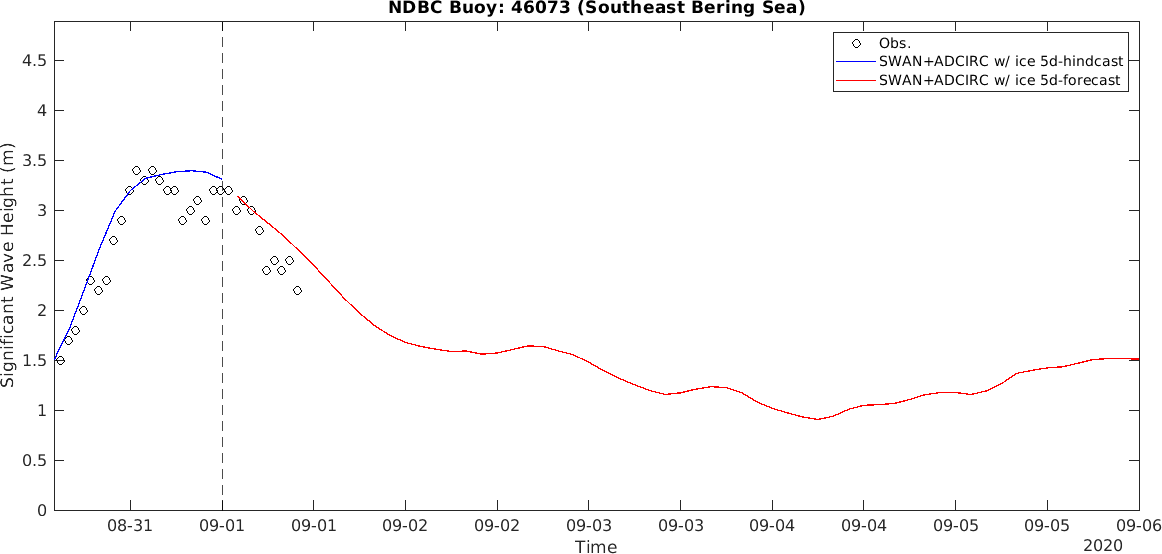 NDBC Buoy: 46073 (Southeast Bering Sea)
Obs.
SWAN+ADCIRC w/ ice 5d-hindcast
SWAN+ADCIRC w/ ice 5d-forecast
Significant Wave Height (m)
4.5
4
3.5
3
2.5
2
1.5
1
0.5
0
08-31 09-01 09-01 09-02 09-02 09-03 09-03 09-04 09-04 09-05 09-05 09-06
Time
2020